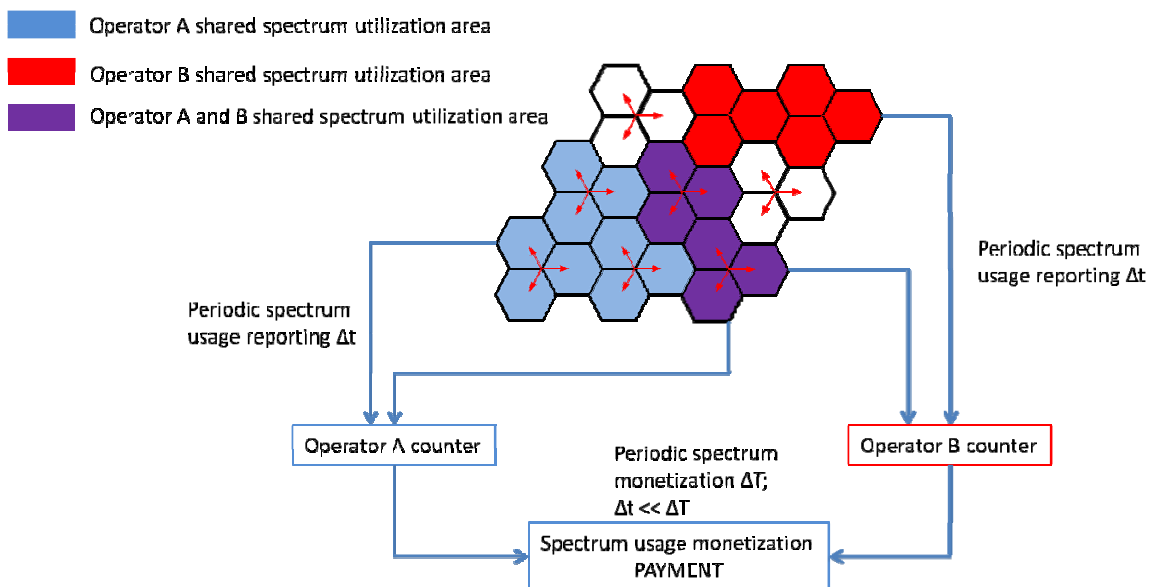 Operator A shared spectrum utilization area
Operator B shared spectrum utilization area
Operator A and B shared spectrum utilization area
Periodic spectrum
usage reporting Δt
Periodic spectrum
usage reporting Δt
Operator A counter
Operator B counter
Periodic spectrum
monetization ΔT;
Δt << ΔT
Spectrum usage monetization
PAYMENT